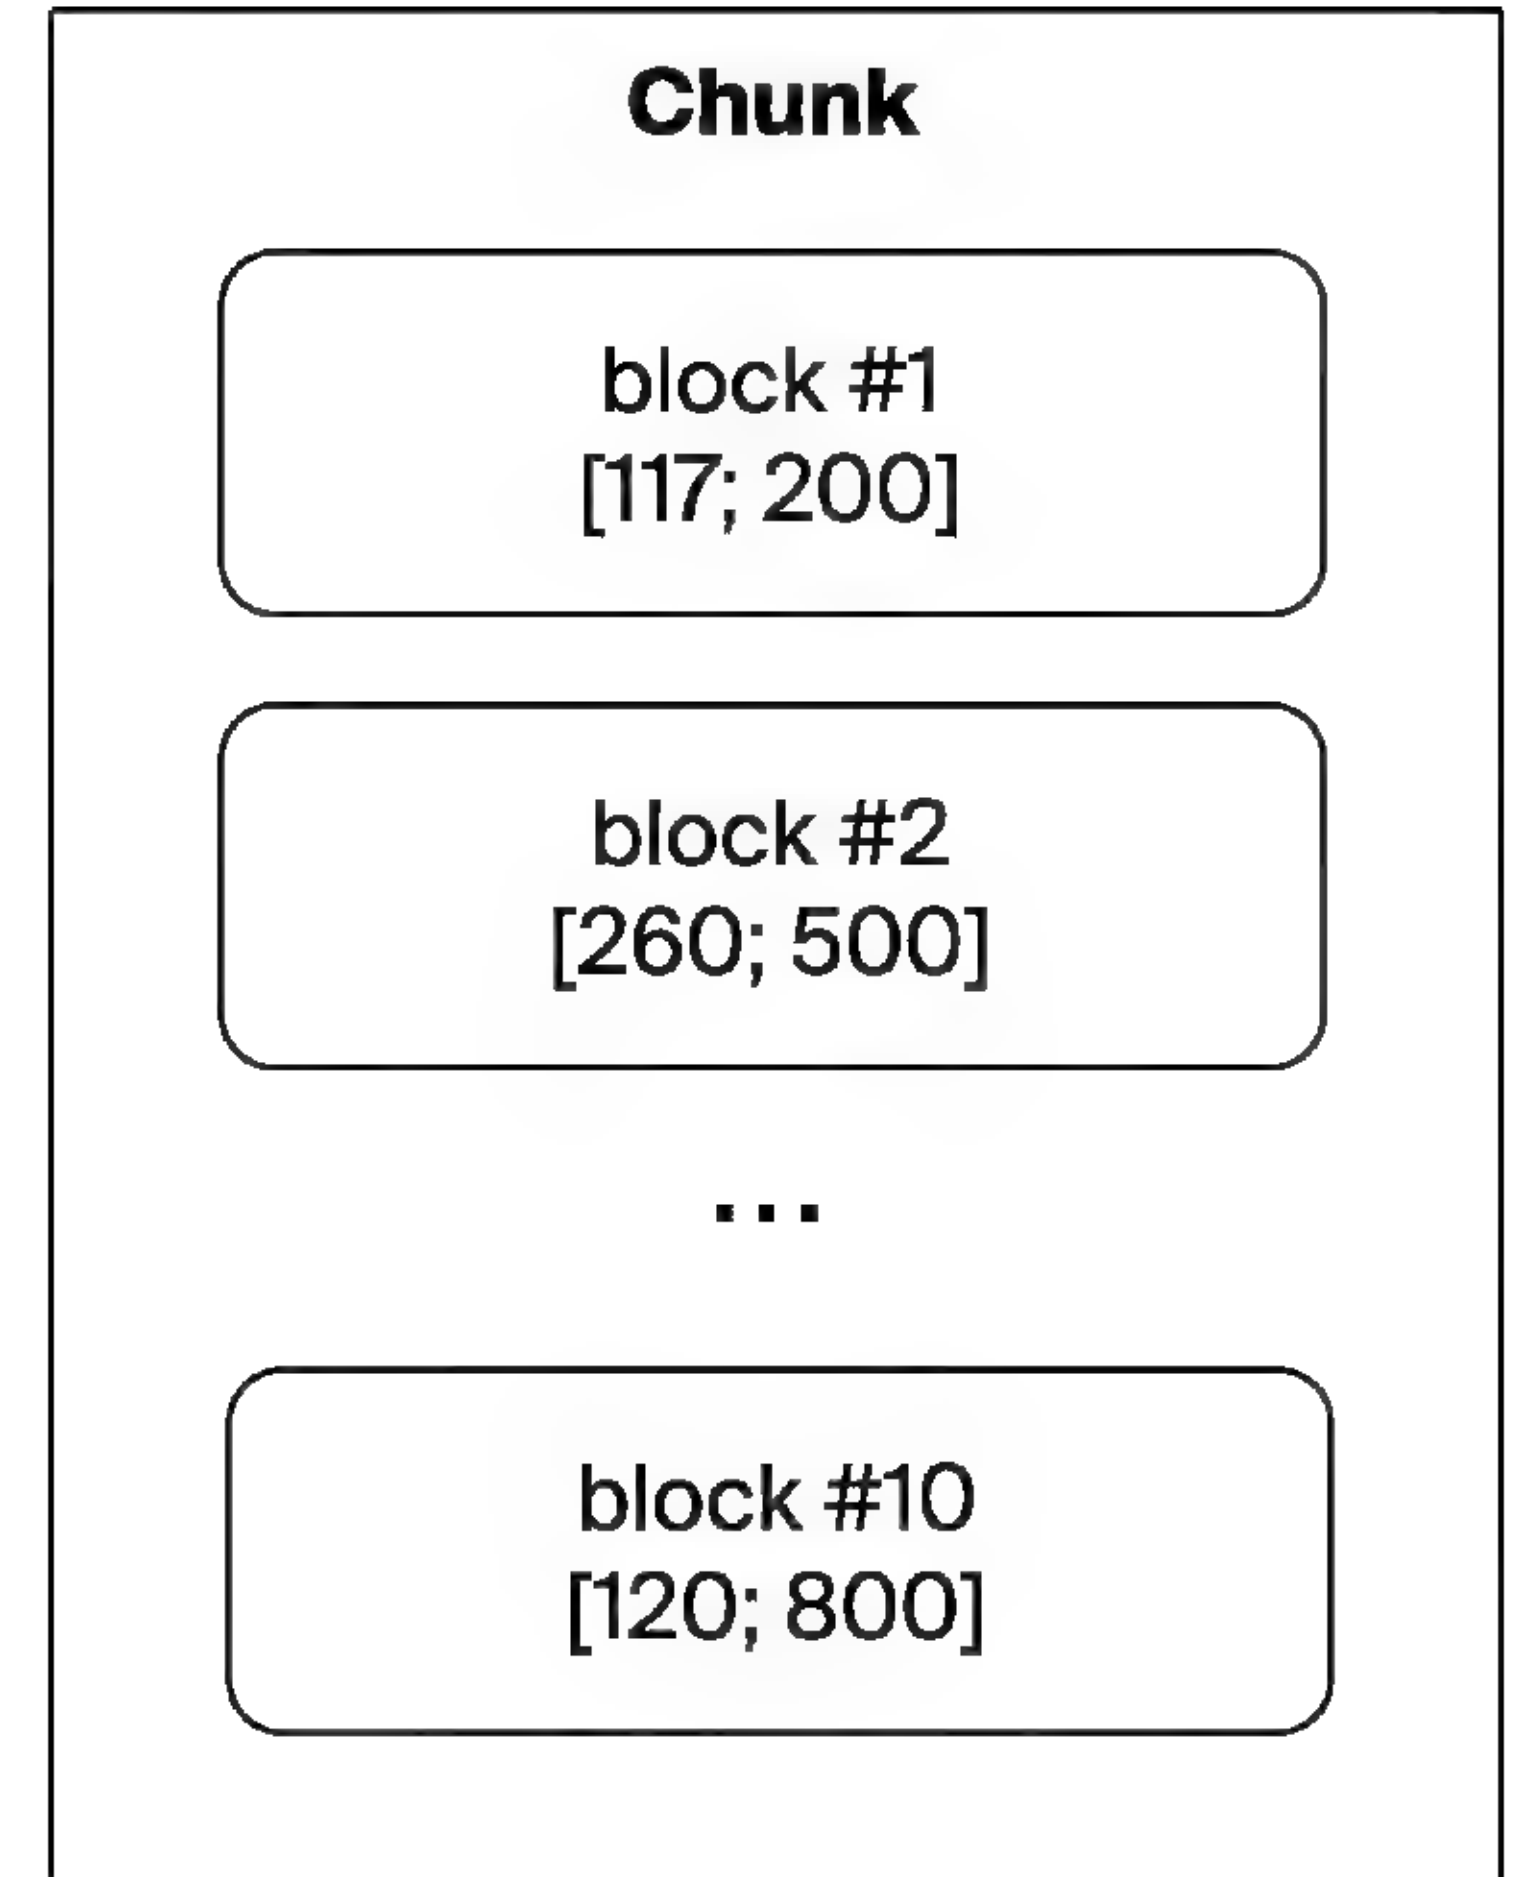 Chunk
block #1
[117; 200]
block #2
[260; 500]
...
block #10
[120; 800]